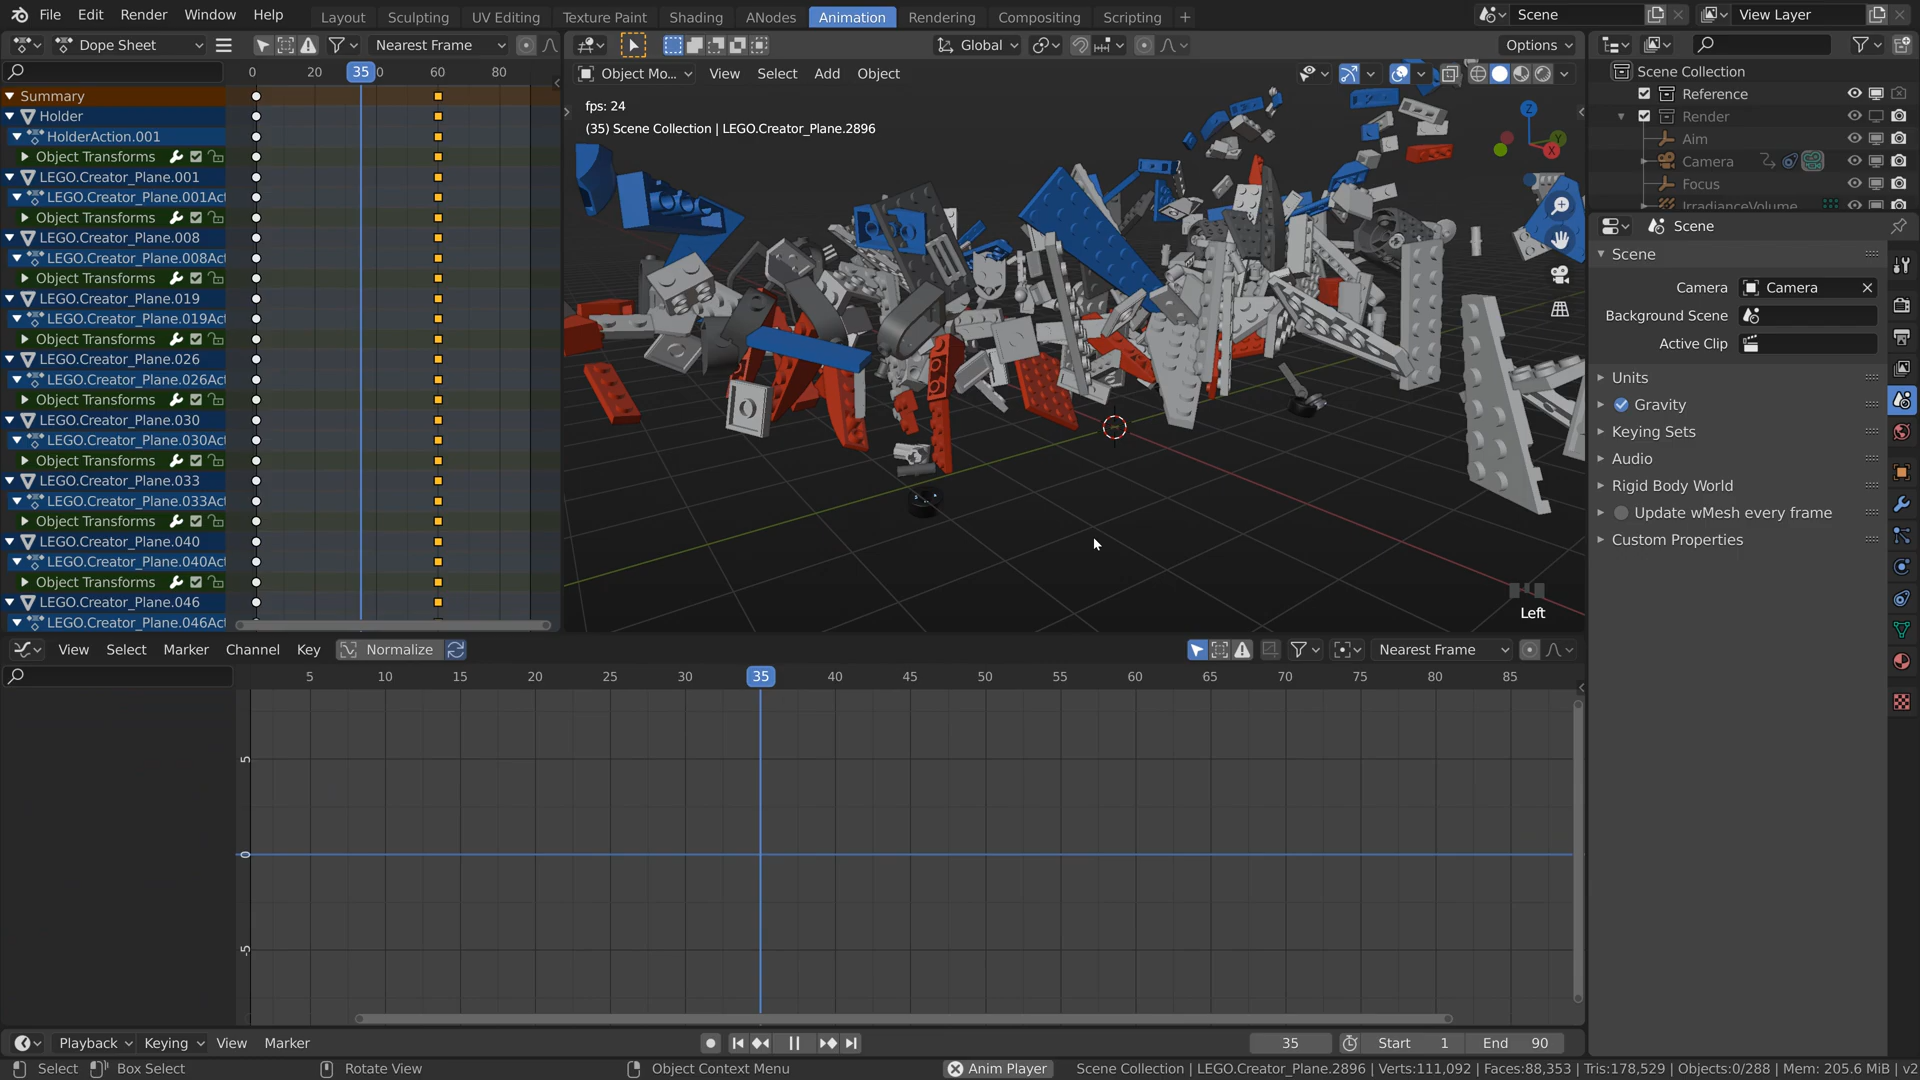 File Edit Render Window Help Layout Sculpting UV Editing Texture Paint Shading ANodes Animation Rendering Compositing Scripting + Scene View Layer
Dope Sheet Nearest Frame Global Options
0 20 35 0 60 80 Object Mo... View Select Add Object Scene Collection
Summary Reference
Holder fps: 24 Render
HolderAction.001 (35) Scene Collection | LEGO.Creator_Plane.2896 Aim
Object Transforms Camera
LEGO.Creator_Plane.001 Focus
LEGO.Creator_Plane.001Act IrradianceVolume
Object Transforms Scene
LEGO.Creator_Plane.008 Scene
LEGO.Creator_Plane.008Act
Object Transforms Camera Camera
LEGO.Creator_Plane.019 Background Scene
LEGO.Creator_Plane.019Act
Object Transforms Active Clip
LEGO.Creator_Plane.026 Units
LEGO.Creator_Plane.026Act
Object Transforms Gravity
LEGO.Creator_Plane.030 Keying Sets
LEGO.Creator_Plane.030Act
Object Transforms Audio
LEGO.Creator_Plane.033 Rigid Body World
LEGO.Creator_Plane.033Act
Object Transforms Update wMesh every frame
LEGO.Creator_Plane.040 Custom Properties
LEGO.Creator_Plane.040Act
Object Transforms
LEGO.Creator_Plane.046
LEGO.Creator_Plane.046Act Left
View Select Marker Channel Key Normalize Nearest Frame
5 10 15 20 25 30 35 40 45 50 55 60 65 70 75 80 85
5
0
-5
Playback Keying View Marker 35 Start 1 End 90
Select Box Select Rotate View Object Context Menu Anim Player Scene Collection | LEGO.Creator_Plane.2896 | Verts:111,092 | Faces:88,353 | Tris:178,529 | Objects:0/288 | Mem: 205.6 MiB | v2